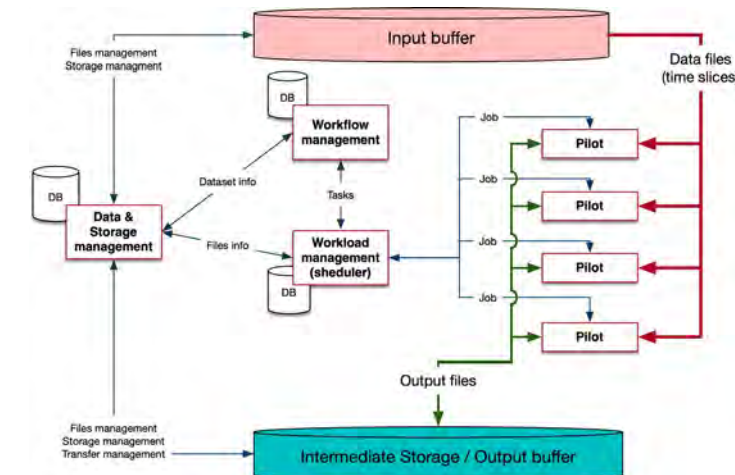 Input buffer
Files management
Storage managment
Data files
(time slices
DB
Workflow
management
Job
Pilot
DB
Dataset info
Tasks
Job
Pilot
Data &
Storage
management
Files info
Workload
management
(sheduler)
DB
Job
Pilot
Job
Pilot
Output files
Files management
Storage management
Transfer management
Intermediate Storage / Output buffer